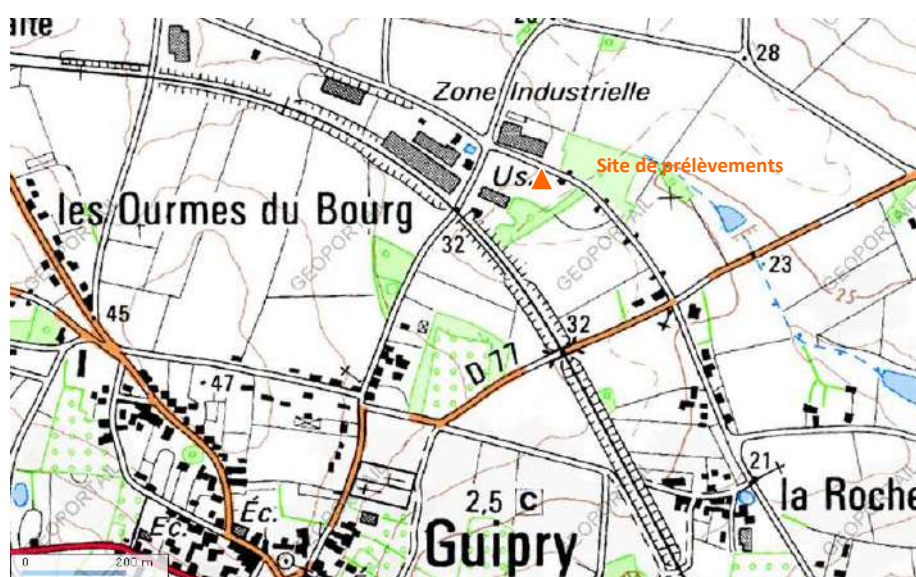 28
Zone Industrielle
Site de prélèvements
Us.
les Ourmes du Bourg
GEOPORTAIL
GEOPORTAIL
GEOPORTAIL
32
23
25
45
32
D 77
47
21
la Roche
2,5 c
Éc.
Éc.
Guipry
GEOPORTAIL
GEOPORTAIL
0 200 m